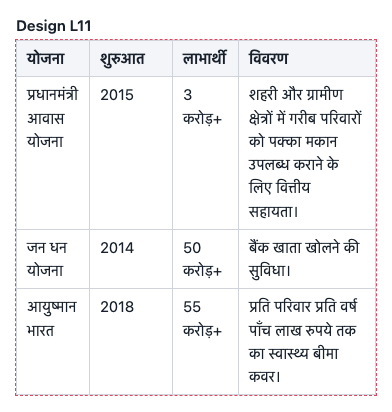 Design L11
योजना शुरुआत लाभार्थी विवरण
प्रधानमंत्री 2015 3 शहरी और ग्रामीण
आवास करोड़+ क्षेत्रों में गरीब परिवारों
योजना को पक्का मकान
उपलब्ध कराने के
लिए वित्तीय
सहायता।
जन धन 2014 50 बैंक खाता खोलने की
योजना करोड़+ सुविधा।
आयुष्मान 2018 55 प्रति परिवार प्रति वर्ष
भारत करोड़+ पाँच लाख रुपये तक
का स्वास्थ्य बीमा
कवर।